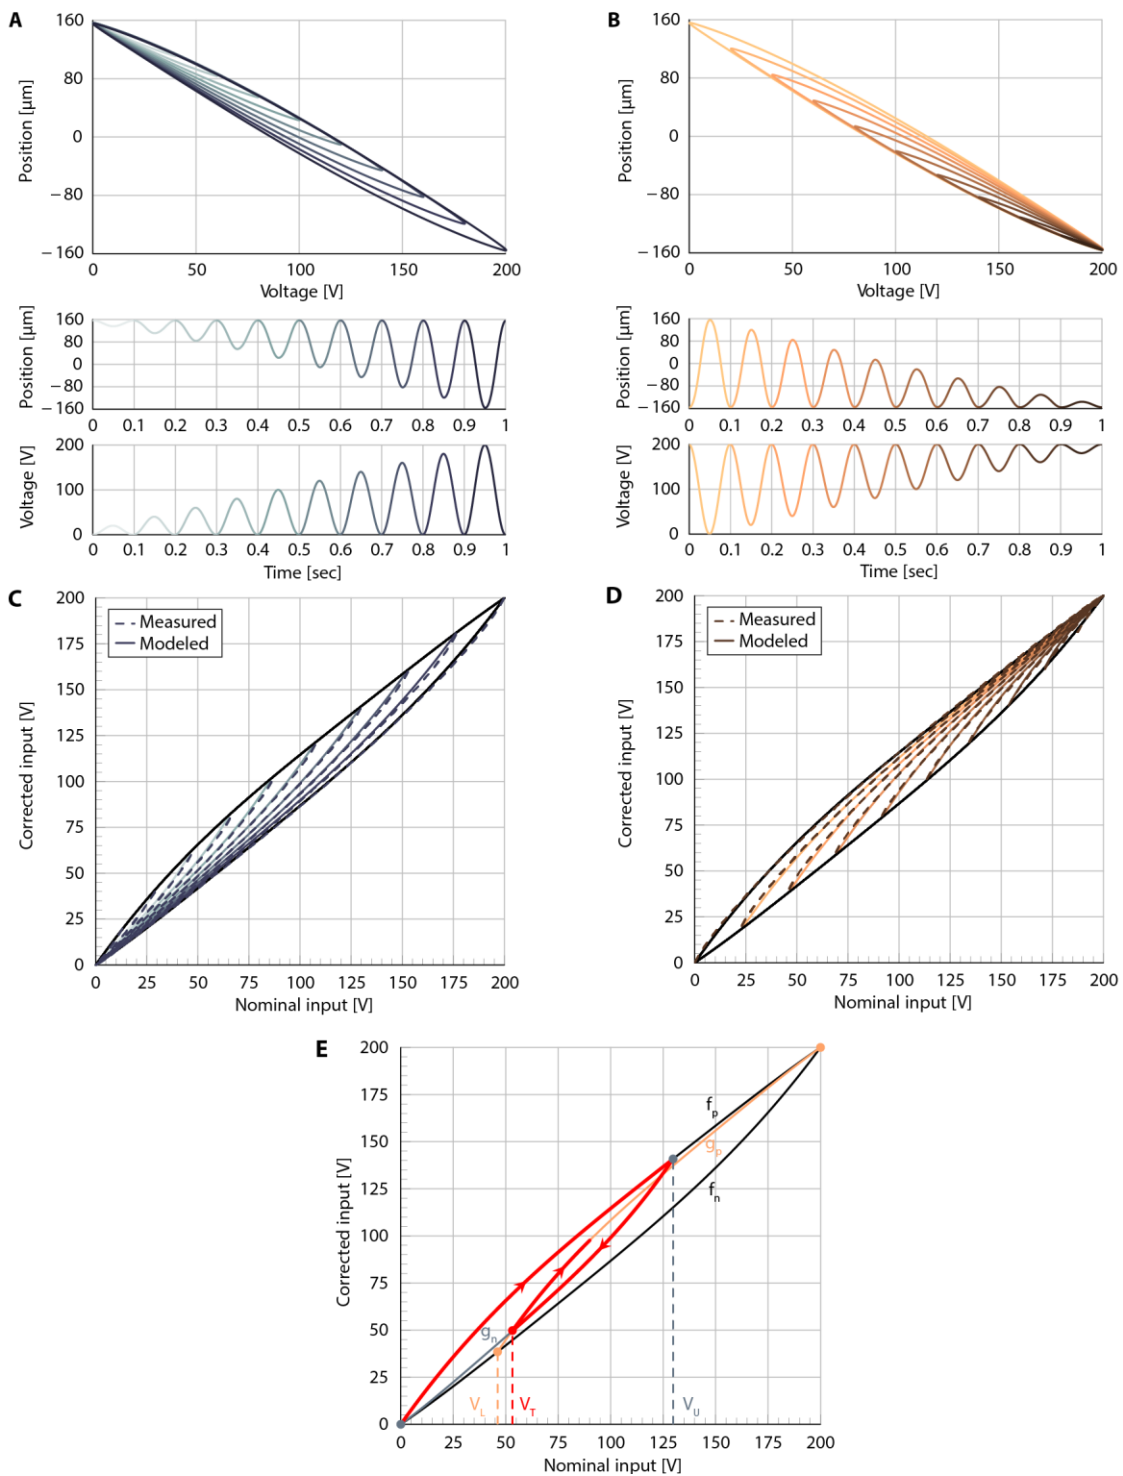 A
Position [µm]
160
80
0
−80
−160
0 50 100 150 200
Voltage [V]
Position [µm]
160
80
0
−80
−160
0 0.1 0.2 0.3 0.4 0.5 0.6 0.7 0.8 0.9 1
Voltage [V]
200
100
0
0 0.1 0.2 0.3 0.4 0.5 0.6 0.7 0.8 0.9 1
Time [sec]
B
Position [µm]
160
80
0
−80
−160
0 50 100 150 200
Voltage [V]
Position [µm]
160
80
0
−80
−160
0 0.1 0.2 0.3 0.4 0.5 0.6 0.7 0.8 0.9 1
Voltage [V]
200
100
0
0 0.1 0.2 0.3 0.4 0.5 0.6 0.7 0.8 0.9 1
Time [sec]
C
Corrected input [V]
200
175
150
125
100
75
50
25
0
Measured
Modeled
0 25 50 75 100 125 150 175 200
Nominal input [V]
D
Corrected input [V]
200
175
150
125
100
75
50
25
0
Measured
Modeled
0 25 50 75 100 125 150 175 200
Nominal input [V]
E
Corrected input [V]
200
175
150
125
100
75
50
25
0
f_p
g_p
f_n
g_n
V_L V_T V_U
0 25 50 75 100 125 150 175 200
Nominal input [V]